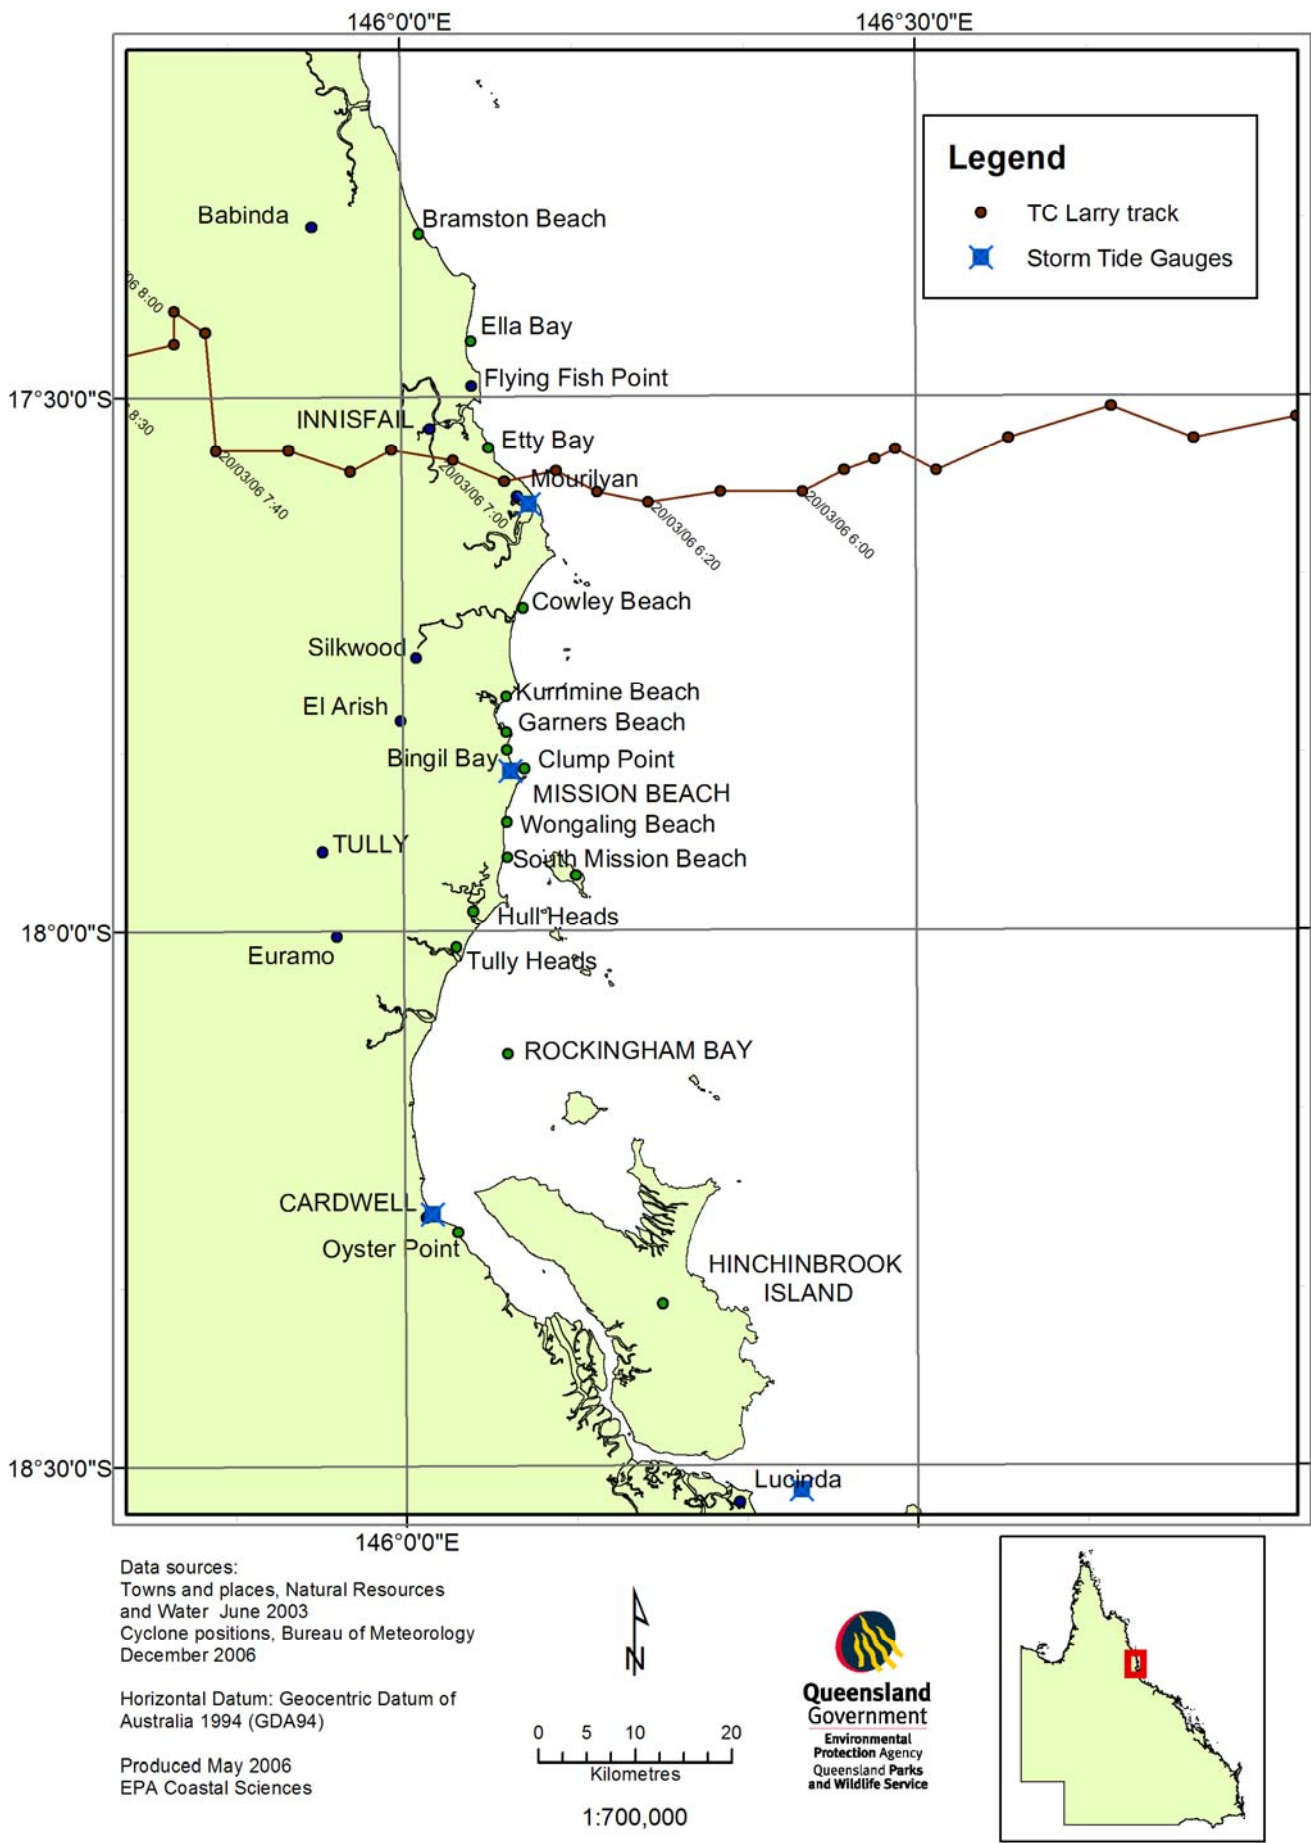 146°0'0"E
146°30'0"E
Legend
TC Larry track
Storm Tide Gauges
Babinda
Bramston Beach
06 8:00
Ella Bay
Flying Fish Point
17°30'0"S
8:30
INNISFAIL
Etty Bay
20/03/06 7:40
20/03/06 7:00
Mourilyan
20/03/06 6:20
20/03/06 6:00
Cowley Beach
Silkwood
Kurrimine Beach
El Arish
Garners Beach
Bingil Bay
Clump Point
MISSION BEACH
Wongaling Beach
TULLY
South Mission Beach
Hull Heads
18°0'0"S
Euramo
Tully Heads
ROCKINGHAM BAY
CARDWELL
Oyster Point
HINCHINBROOK
ISLAND
18°30'0"S
Lucinda
146°0'0"E
Data sources:
Towns and places, Natural Resources
and Water June 2003
Cyclone positions, Bureau of Meteorology
December 2006
Horizontal Datum: Geocentric Datum of
Australia 1994 (GDA94)
Produced May 2006
EPA Coastal Sciences
N
0 5 10 20
Kilometres
1:700,000
Queensland
Government
Environmental
Protection Agency
Queensland Parks
and Wildlife Service